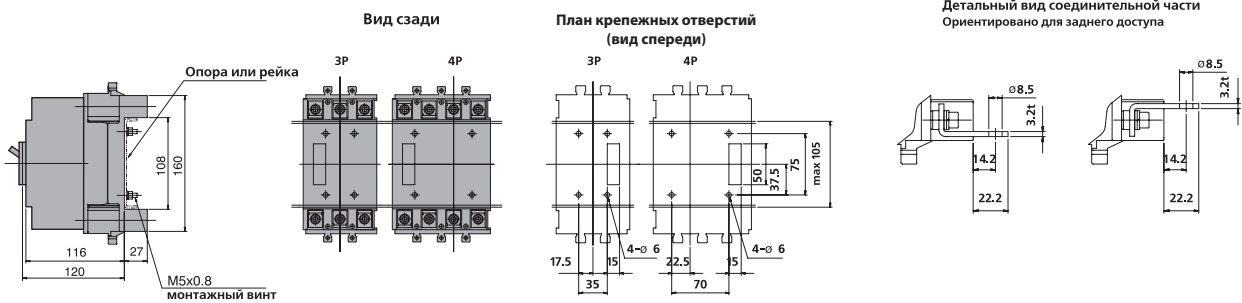 Вид сзади
План крепежных отверстий
(вид спереди)
Детальный вид соединительной части
Ориентировано для заднего доступа
Опора или рейка
3P
4P
3P
4P
ø8.5
3.2t
ø8.5
3.2t
108
160
50
37.5
75
max 105
14.2
22.2
14.2
22.2
116
27
120
M5x0.8
монтажный винт
4-ø 6
4-ø 6
17.5
15
22.5
15
35
70